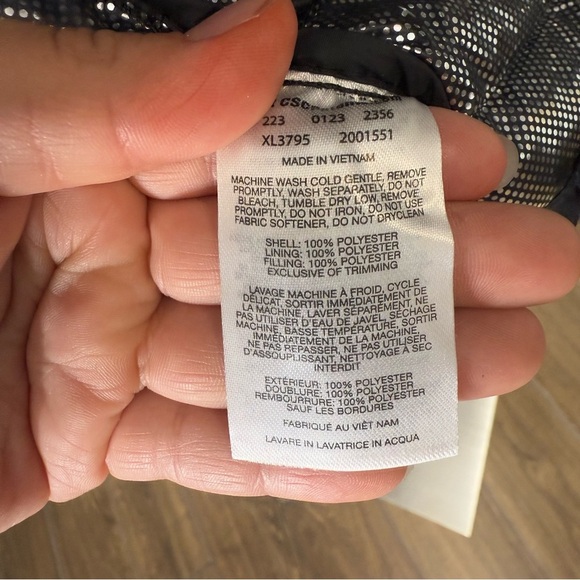 223 0123 2356
XL3795 2001551
MADE IN VIETNAM
MACHINE WASH COLD GENTLE, REMOVE
PROMPTLY, WASH SEPARATELY, DO NOT
BLEACH, TUMBLE DRY LOW, REMOVE
PROMPTLY, DO NOT IRON, DO NOT USE
FABRIC SOFTENER, DO NOT DRYCLEAN
SHELL: 100% POLYESTER
LINING: 100% POLYESTER
FILLING: 100% POLYESTER
EXCLUSIVE OF TRIMMING
LAVAGE MACHINE À FROID, CYCLE
DÉLICAT, SORTIR IMMÉDIATEMENT DE
LA MACHINE, LAVER SÉPARÉMENT, NE
PAS UTILISER D'EAU DE JAVEL, SÉCHAGE
MACHINE, BASSE TEMPÉRATURE, SORTIR
IMMÉDIATEMENT DE LA MACHINE,
NE PAS REPASSER, NE PAS UTILISER
D'ASSOUPLISSANT, NETTOYAGE À SEC
INTERDIT
EXTÉRIEUR: 100% POLYESTER
DOUBLURE: 100% POLYESTER
REMBOURRURE: 100% POLYESTER
SAUF LES BORDURES
FABRIQUÉ AU VIÊT NAM
LAVARE IN LAVATRICE IN ACQUA